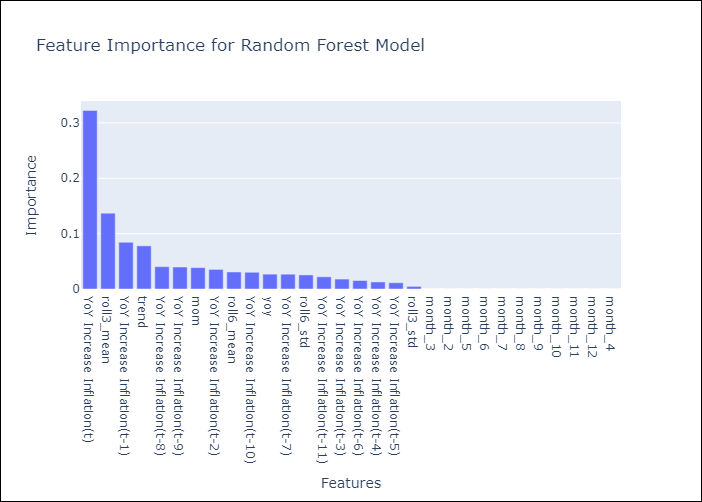 Feature Importance for Random Forest Model
Importance
0.3
0.2
0.1
0
YoY Increase Inflation(t)
roll3_mean
YoY Increase Inflation(t-1)
trend
YoY Increase Inflation(t-8)
YoY Increase Inflation(t-9)
mom
YoY Increase Inflation(t-2)
roll6_mean
YoY Increase Inflation(t-10)
yoy
YoY Increase Inflation(t-7)
roll6_std
YoY Increase Inflation(t-11)
YoY Increase Inflation(t-3)
YoY Increase Inflation(t-6)
YoY Increase Inflation(t-4)
YoY Increase Inflation(t-5)
roll3_std
month_3
month_2
month_5
month_6
month_7
month_8
month_9
month_10
month_11
month_12
month_4
Features